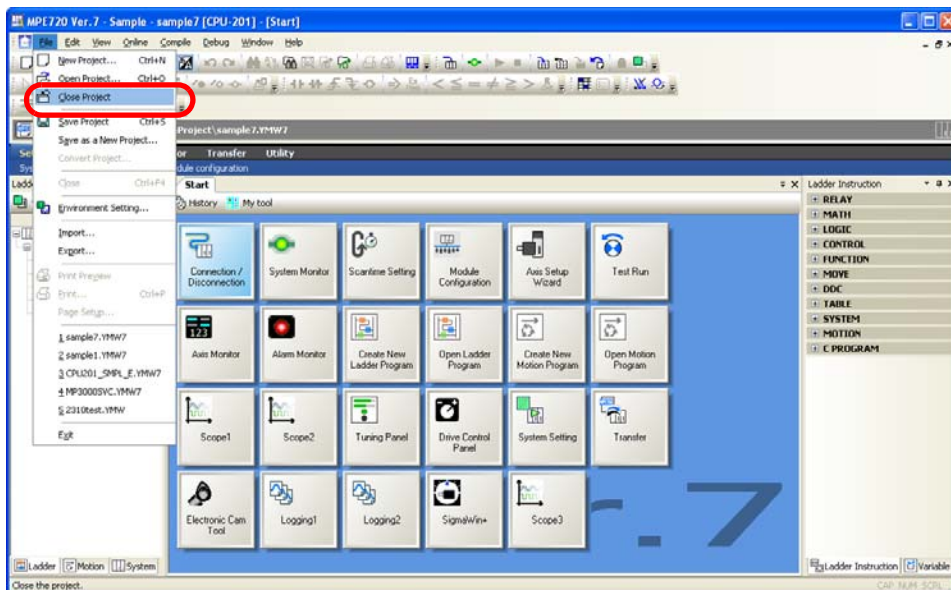 MPE720 Ver.7 - Sample - sample7 [CPU-201] - [Start]
File Edit View Online Compile Debug Window Help
New Project... Ctrl+N
Open Project... Ctrl+O
Close Project
Save Project Ctrl+S
Save as a New Project...
Convert Project...
Close Ctrl+F4
Environment Setting...
Import...
Export...
Print Preview
Print... Ctrl+P
Page Setup...
1 sample7.YMW7
2 sample1.YMW7
3 CPU201_SMPL_E.YMW7
4 MP3000SVC.YMW7
5 2310test.YMW
Exit
Project\sample7.YMW7
Transfer Utility
configuration
Start
History My tool
Connection / Disconnection
System Monitor
Scantime Setting
Module Configuration
Axis Setup Wizard
Test Run
123
Axis Monitor
Alarm Monitor
Create New Ladder Program
Open Ladder Program
Create New Motion Program
Open Motion Program
Scope1
Scope2
Tuning Panel
Drive Control Panel
System Setting
Transfer
Electronic Cam Tool
Logging1
Logging2
SigmaWin+
Scope3
r.7
Ladder Instruction
RELAY
MATH
LOGIC
CONTROL
FUNCTION
MOVE
DDC
TABLE
SYSTEM
MOTION
C PROGRAM
Ladder Motion System
Ladder Instruction Variable
Close the project.
CAP NUM SCRL